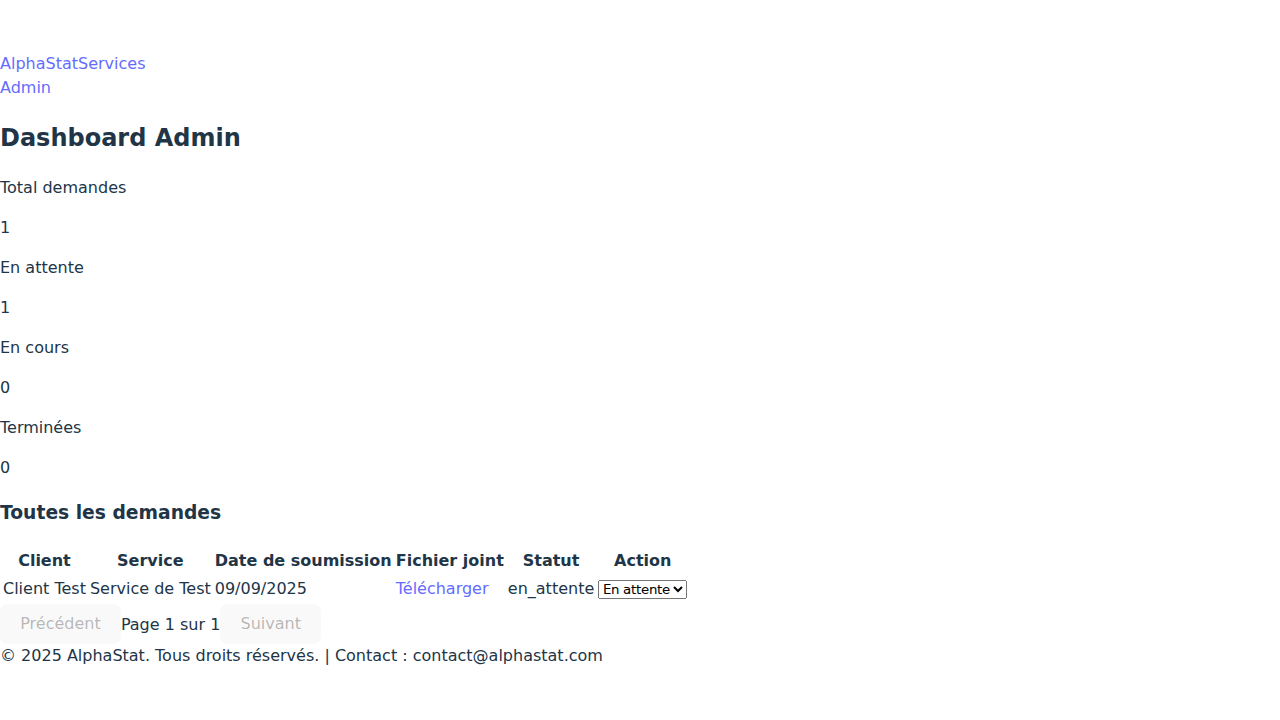 AlphaStatServices
Admin
Dashboard Admin
Total demandes
1
En attente
1
En cours
0
Terminées
0
Toutes les demandes
Client Service Date de soumission Fichier joint Statut Action
Client Test Service de Test 09/09/2025 Télécharger en_attente En attente
Précédent Page 1 sur 1 Suivant
© 2025 AlphaStat. Tous droits réservés. | Contact : contact@alphastat.com